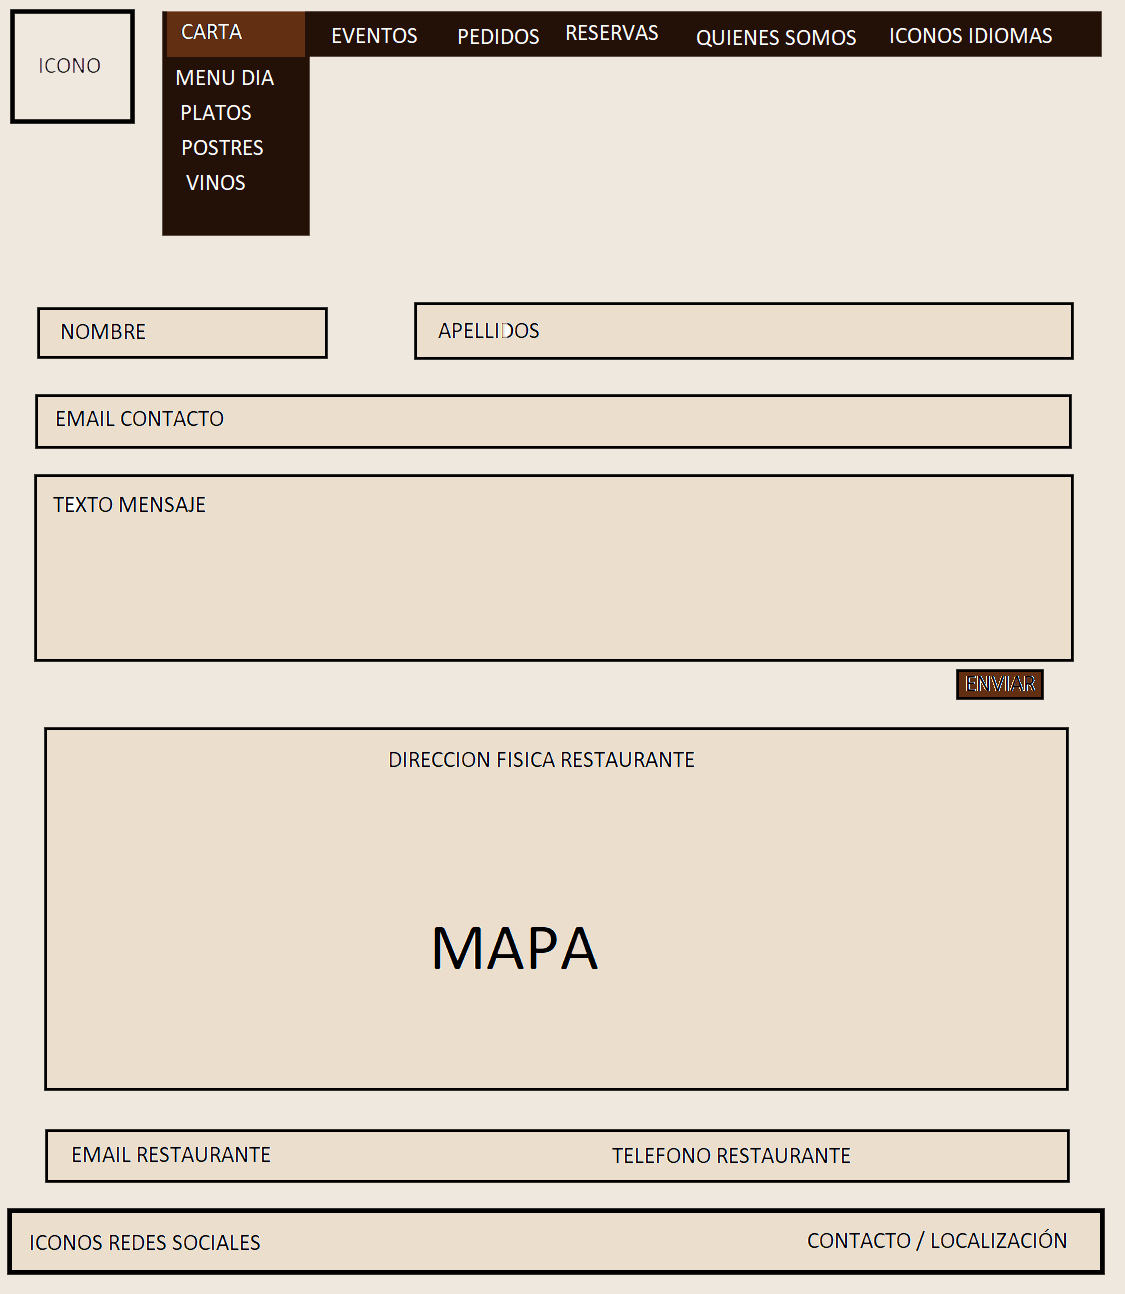 ICONO
CARTA
EVENTOS
PEDIDOS
RESERVAS
QUIENES SOMOS
ICONOS IDIOMAS
MENU DIA
PLATOS
POSTRES
VINOS
NOMBRE
APELLIDOS
EMAIL CONTACTO
TEXTO MENSAJE
ENVIAR
DIRECCION FISICA RESTAURANTE
MAPA
EMAIL RESTAURANTE
TELEFONO RESTAURANTE
ICONOS REDES SOCIALES
CONTACTO / LOCALIZACIÓN